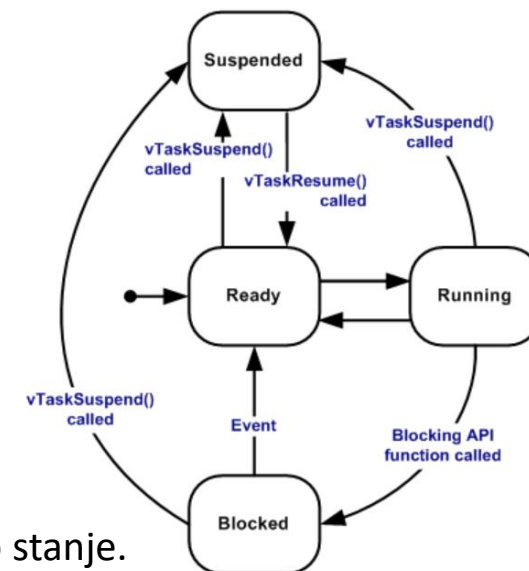 Suspended
vTaskSuspend()
called
vTaskSuspend()
called
vTaskResume()
called
Ready
Running
vTaskSuspend()
called
Event
Blocking API
function called
Blocked
stanje.